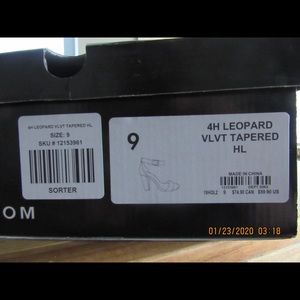 4H LEOPARD VLVT TAPERED HL
SIZE: 9
SKU # 12153981
SORTER
9
4H LEOPARD
VLVT TAPERED
HL
MADE IN CHINA
OM
01/23/2020 03:18